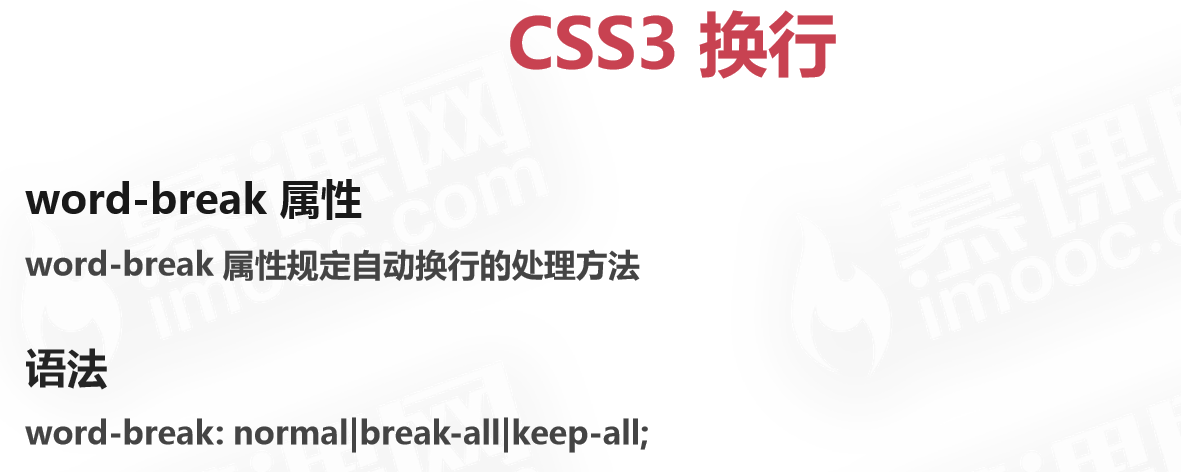 CSS3 换行
word-break 属性
word-break 属性规定自动换行的处理方法
语法
word-break: normal|break-all|keep-all;
慕课网
imooc.com
慕课
imooc.c